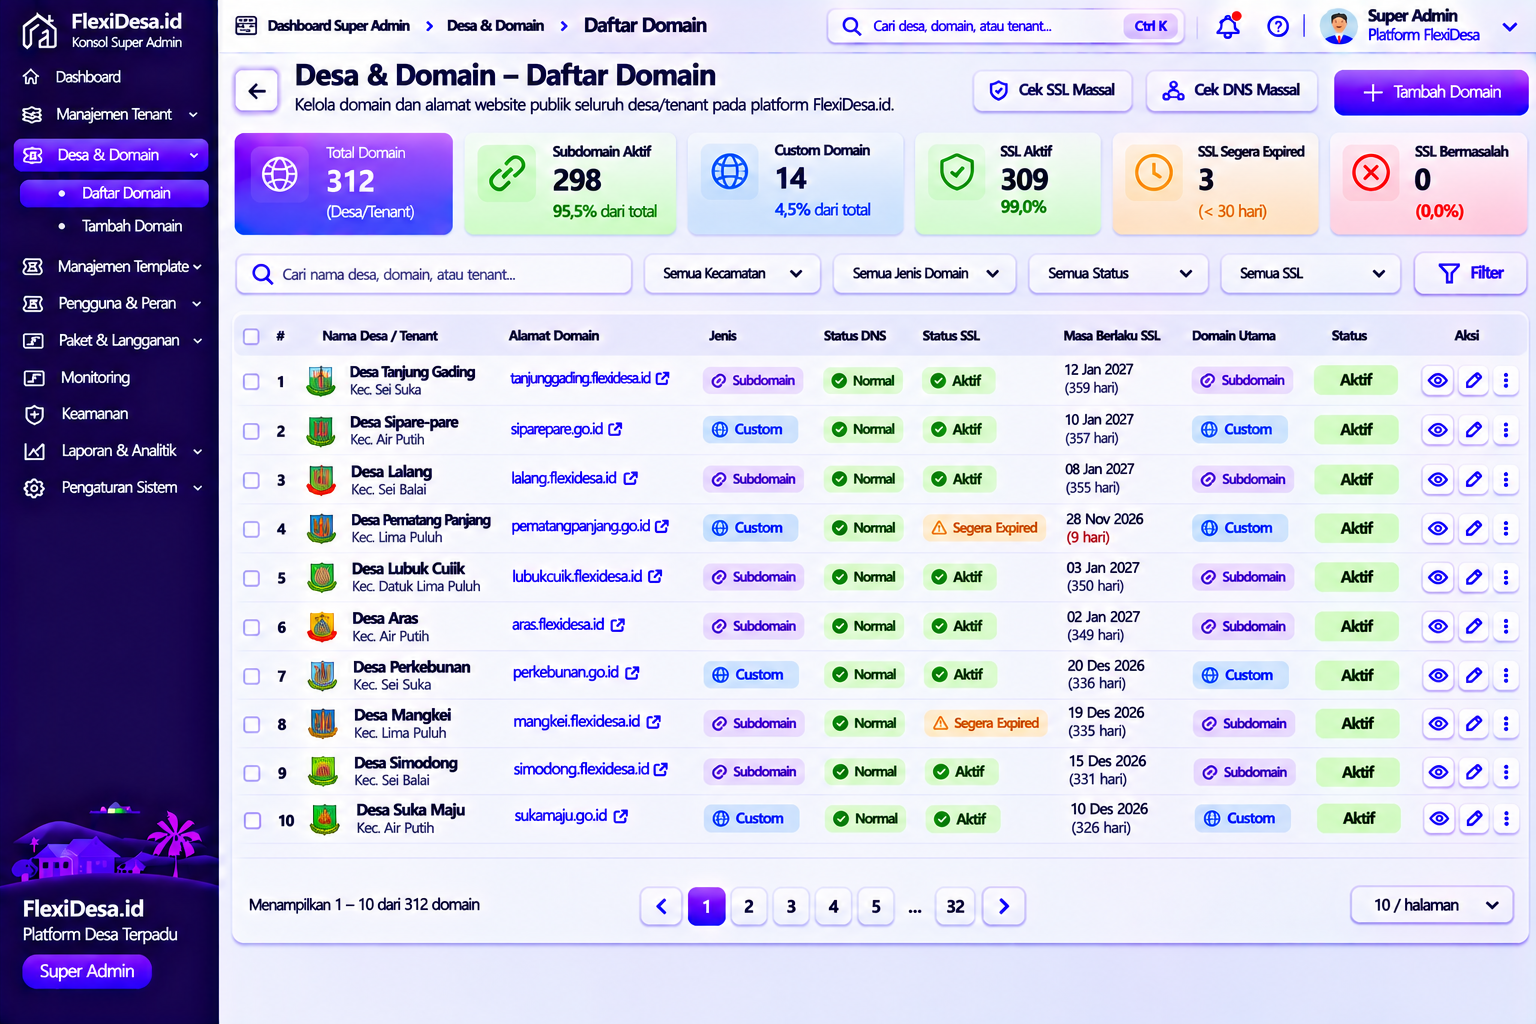 FlexiDesa.id
Konsol Super Admin
Dashboard
Manajemen Tenant
Desa & Domain
Daftar Domain
Tambah Domain
Manajemen Template
Pengguna & Peran
Paket & Langganan
Monitoring
Keamanan
Laporan & Analitik
Pengaturan Sistem
FlexiDesa.id
Platform Desa Terpadu
Super Admin
Dashboard Super Admin > Desa & Domain > Daftar Domain
Cari desa, domain, atau tenant... Ctrl K
Super Admin
Platform FlexiDesa
Desa & Domain – Daftar Domain
Kelola domain dan alamat website publik seluruh desa/tenant pada platform FlexiDesa.id.
Cek SSL Massal
Cek DNS Massal
Tambah Domain
Total Domain
312
(Desa/Tenant)
Subdomain Aktif
298
95,5% dari total
Custom Domain
14
4,5% dari total
SSL Aktif
309
99,0%
SSL Segera Expired
3
(< 30 hari)
SSL Bermasalah
0
(0,0%)
Cari nama desa, domain, atau tenant...
Semua Kecamatan
Semua Jenis Domain
Semua Status
Semua SSL
Filter
# Nama Desa / Tenant Alamat Domain Jenis Status DNS Status SSL Masa Berlaku SSL Domain Utama Status Aksi
1 Desa Tanjung Gading tanjunggading.flexidesa.id Subdomain Normal Aktif 12 Jan 2027 Subdomain Aktif
Kec. Sei Suka (359 hari)
2 Desa Sipare-pare siparepare.go.id Custom Normal Aktif 10 Jan 2027 Custom Aktif
Kec. Air Putih (357 hari)
3 Desa Lalang lalang.flexidesa.id Subdomain Normal Aktif 08 Jan 2027 Subdomain Aktif
Kec. Sei Balai (355 hari)
4 Desa Pematang Panjang pematangpanjang.go.id Custom Normal Segera Expired 28 Nov 2026 Custom Aktif
Kec. Lima Puluh (9 hari)
5 Desa Lubuk Cuiik lubukcuik.flexidesa.id Subdomain Normal Aktif 03 Jan 2027 Subdomain Aktif
Kec. Datuk Lima Puluh (350 hari)
6 Desa Aras aras.flexidesa.id Subdomain Normal Aktif 02 Jan 2027 Subdomain Aktif
Kec. Air Putih (349 hari)
7 Desa Perkebunan perkebunan.go.id Custom Normal Aktif 20 Des 2026 Custom Aktif
Kec. Sei Suka (336 hari)
8 Desa Mangkei mangkei.flexidesa.id Subdomain Normal Segera Expired 19 Des 2026 Subdomain Aktif
Kec. Lima Puluh (335 hari)
9 Desa Simodong simodong.flexidesa.id Subdomain Normal Aktif 15 Des 2026 Subdomain Aktif
Kec. Sei Balai (331 hari)
10 Desa Suka Maju sukamaju.go.id Custom Normal Aktif 10 Des 2026 Custom Aktif
Kec. Air Putih (326 hari)
Menampilkan 1 – 10 dari 312 domain
1 2 3 4 5 ... 32
10 / halaman